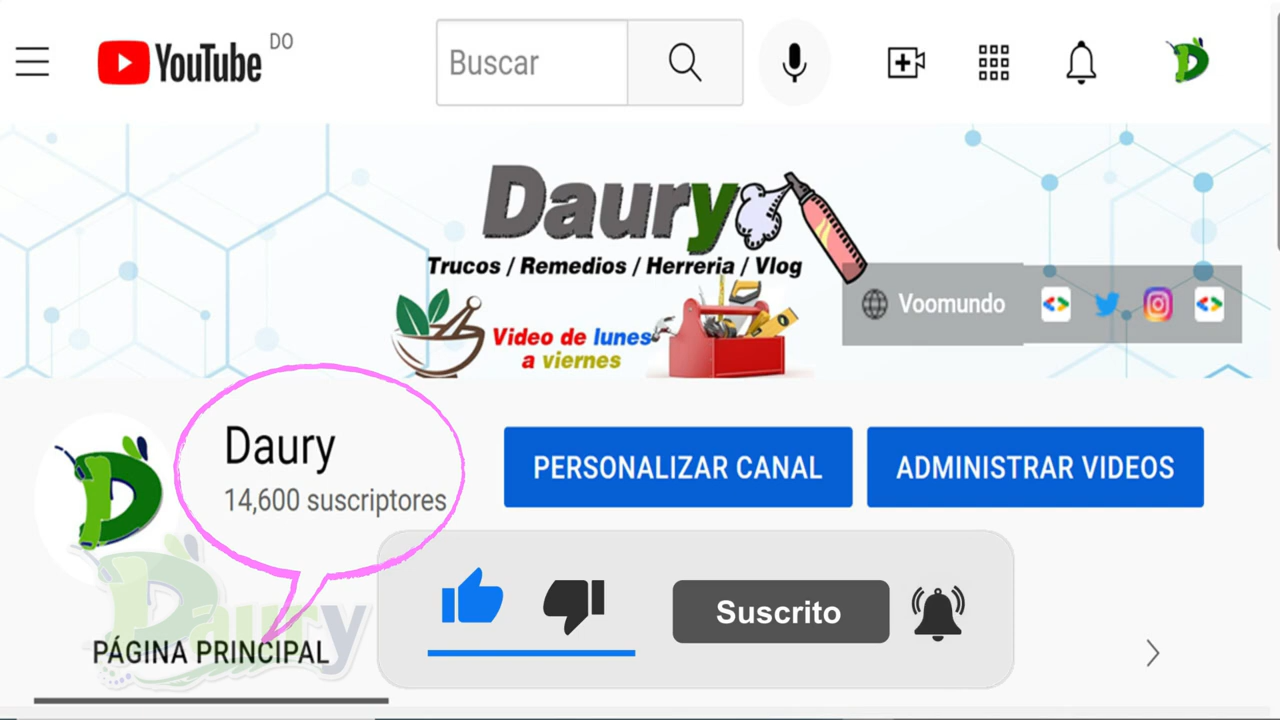 YouTube DO
Buscar
Daury
Trucos / Remedios / Herreria / Vlog
Video de lunes
a viernes
Voomundo
Daury
14,600 suscriptores
PERSONALIZAR CANAL
ADMINISTRAR VIDEOS
Suscrito
Daury
PÁGINA PRINCIPAL